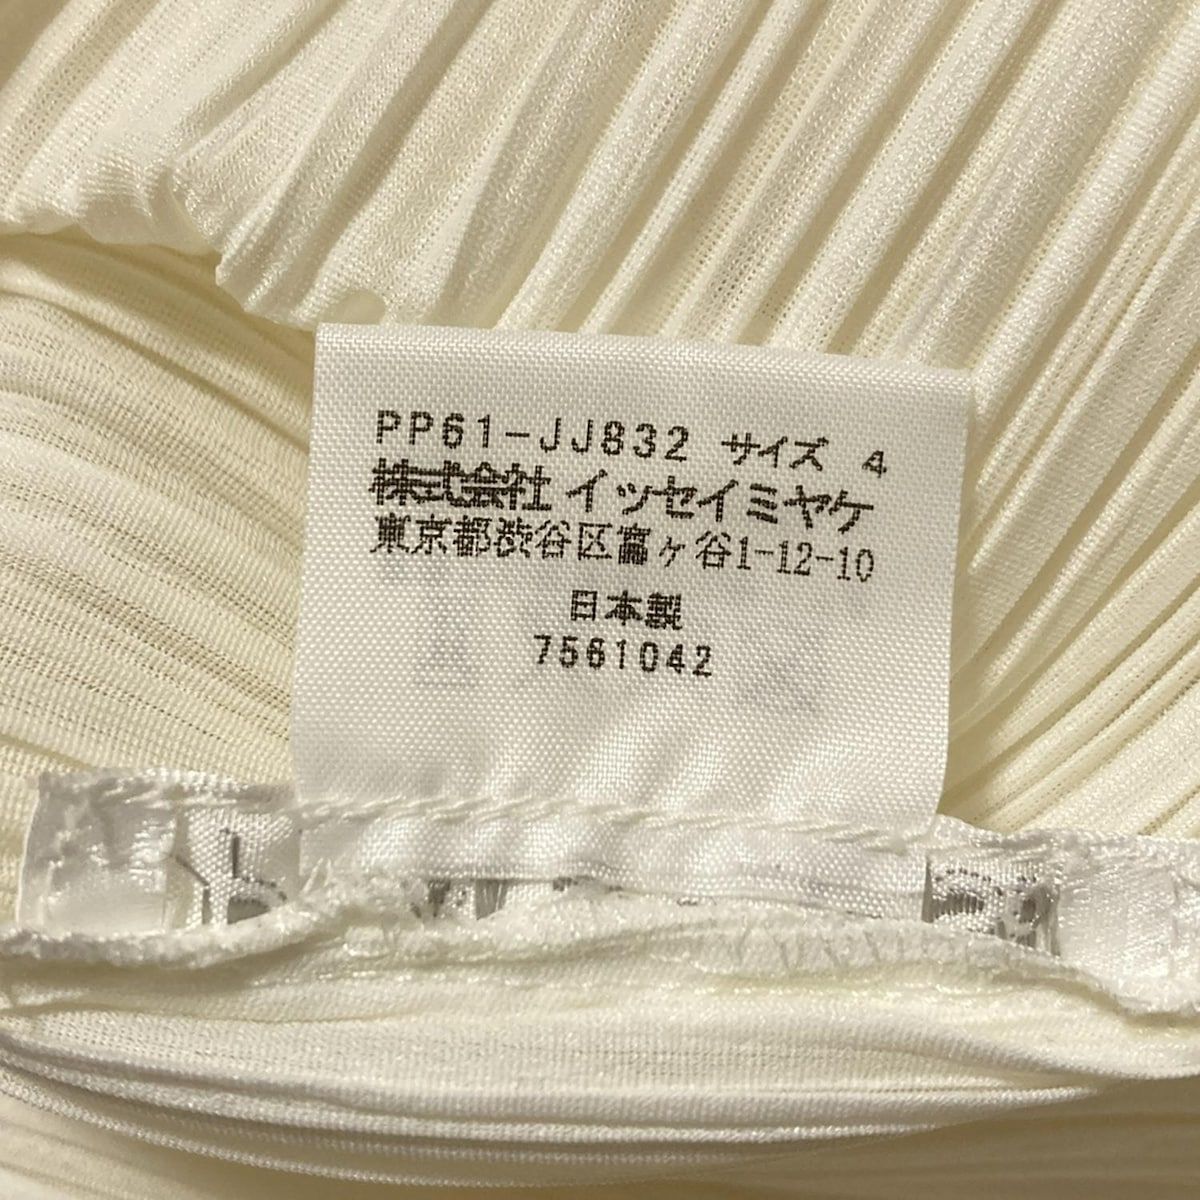 PP61-JJ832 サイズ 4
株式会社 イッセイミヤケ
東京都渋谷区富ヶ谷1-12-10
日本製
7561042